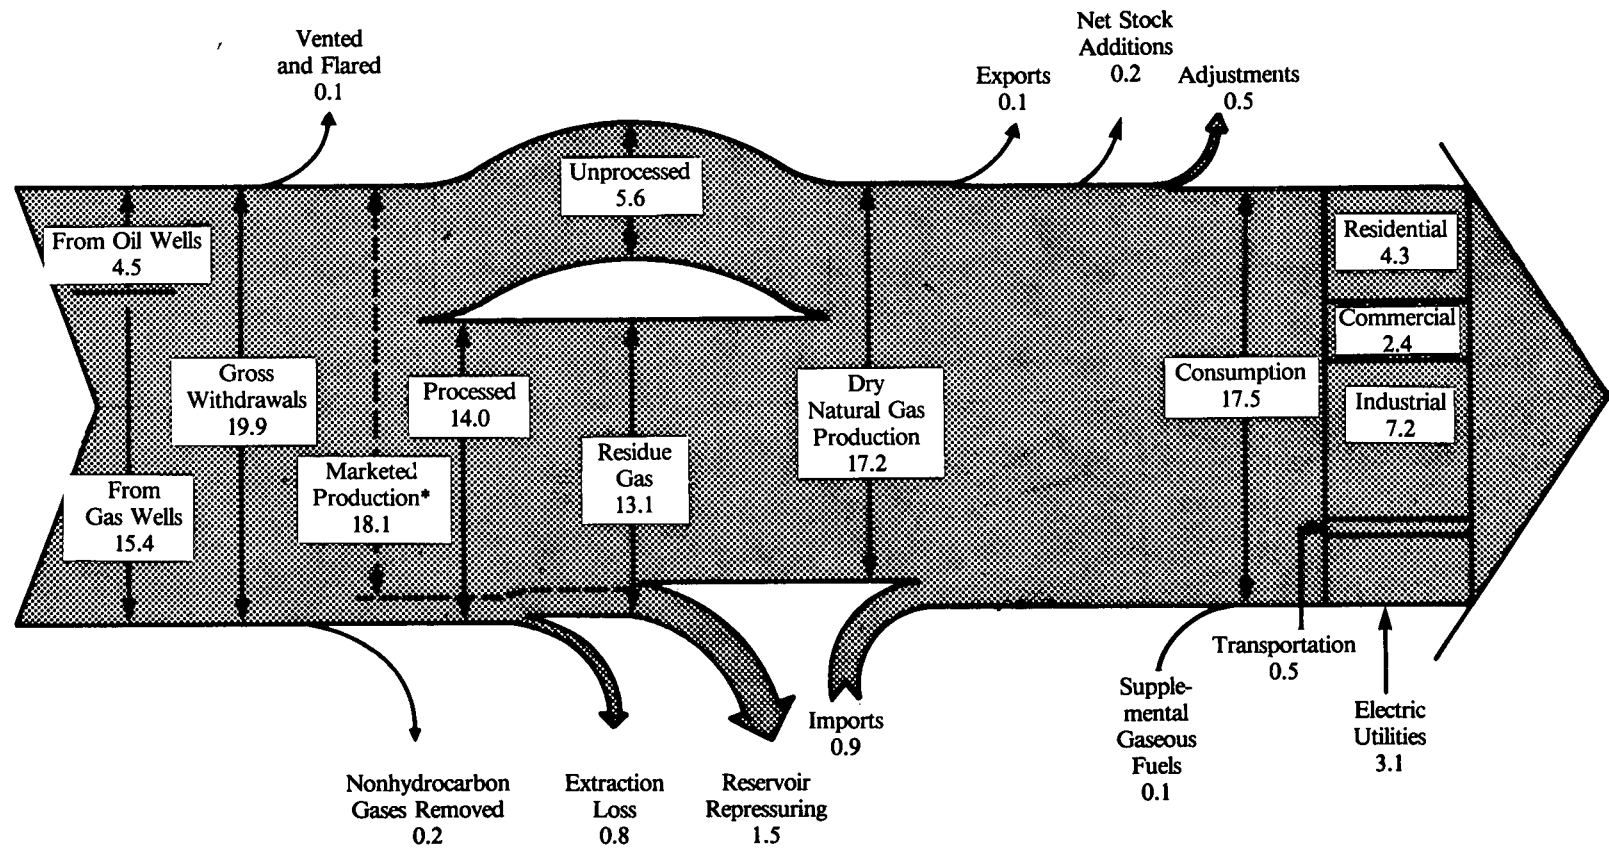 Vented
and Flared
0.1
Net Stock
Additions
0.2
Exports
0.1
Adjustments
0.5
Unprocessed
5.6
From Oil Wells
4.5
Residential
4.3
Commercial
2.4
Gross
Withdrawals
19.9
Processed
14.0
Dry
Natural Gas
Production
17.2
Consumption
17.5
Industrial
7.2
Marketed
Production*
18.1
Residue
Gas
13.1
From
Gas Wells
15.4
Transportation
0.5
Supple-
mental
Gaseous
Fuels
0.1
Electric
Utilities
3.1
Imports
0.9
Nonhydrocarbon
Gases Removed
0.2
Extraction
Loss
0.8
Reservoir
Repressuring
1.5